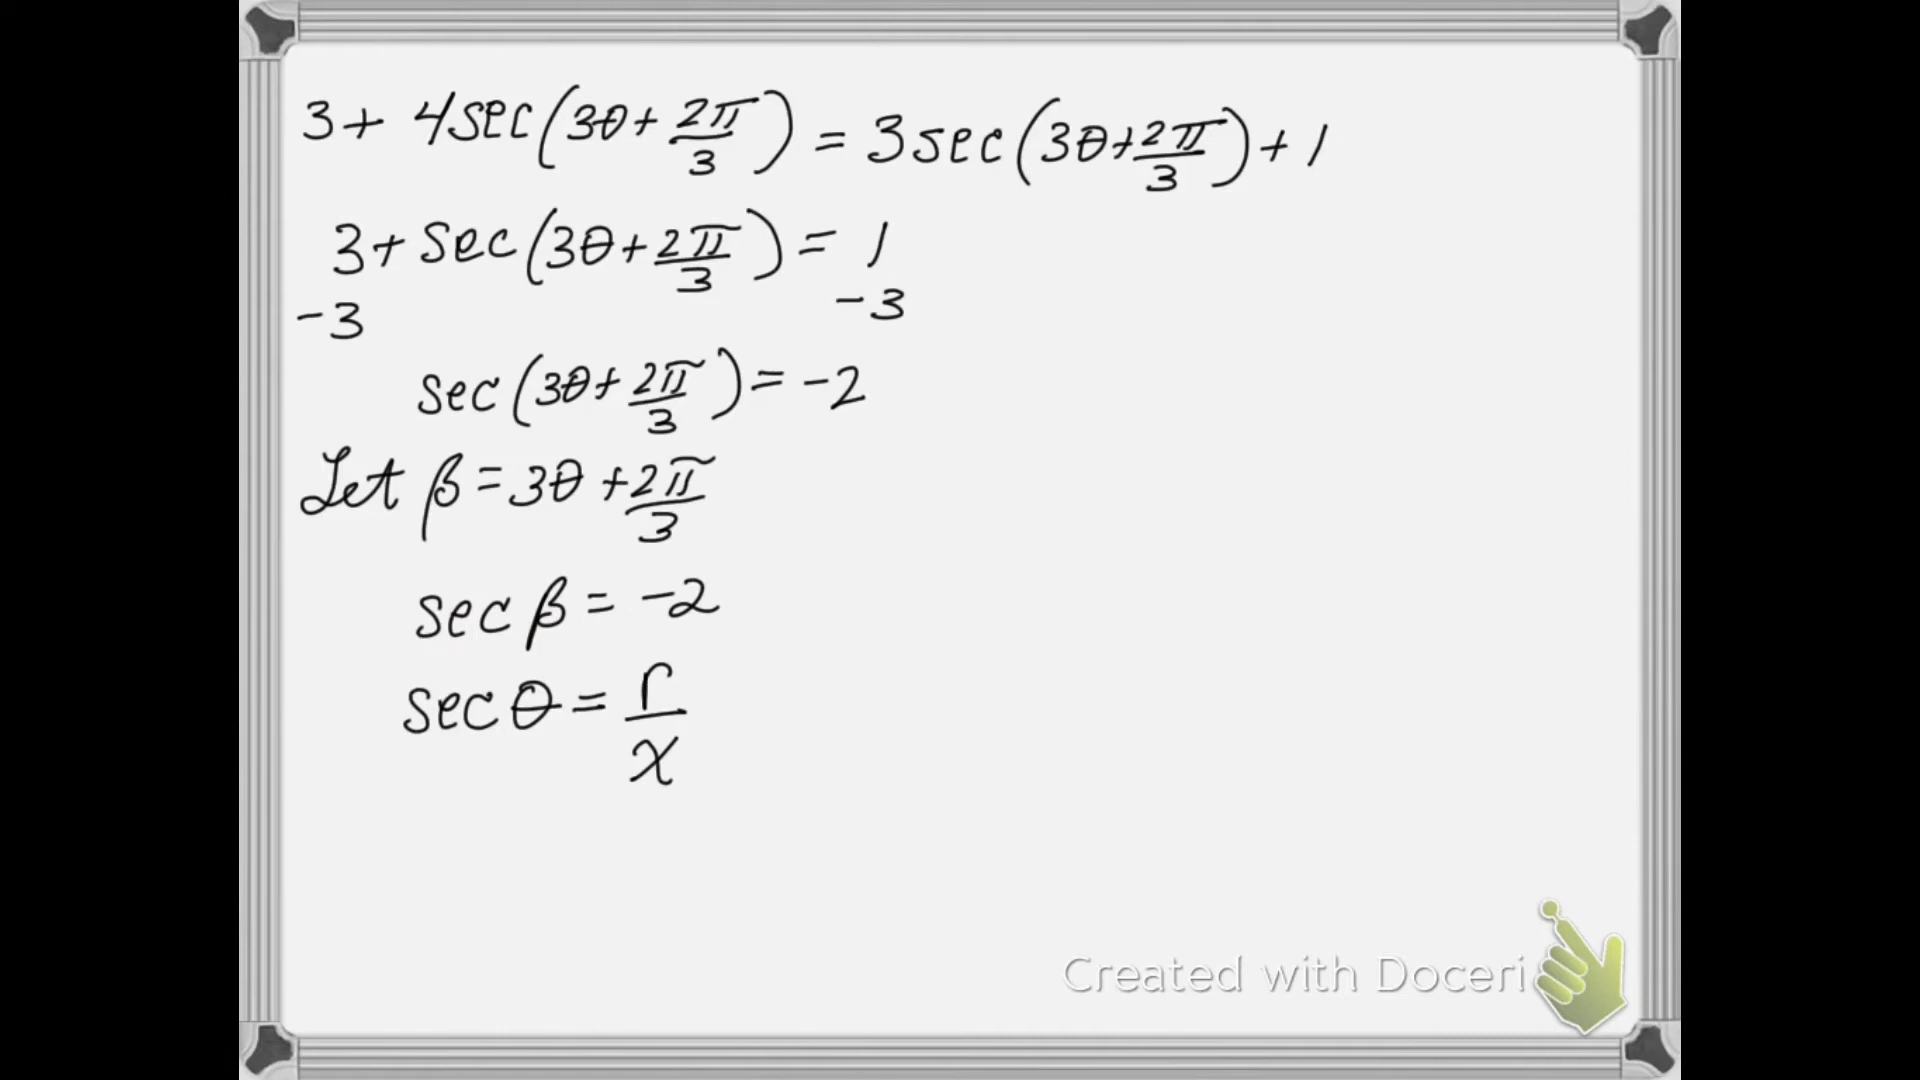 3 + 4sec(3θ + 2π/3) = 3sec(3θ + 2π/3) + 1
3 + sec(3θ + 2π/3) = 1
-3 -3
sec(3θ + 2π/3) = -2
Let β = 3θ + 2π/3
sec β = -2
sec θ = r/x
Created with Doceri